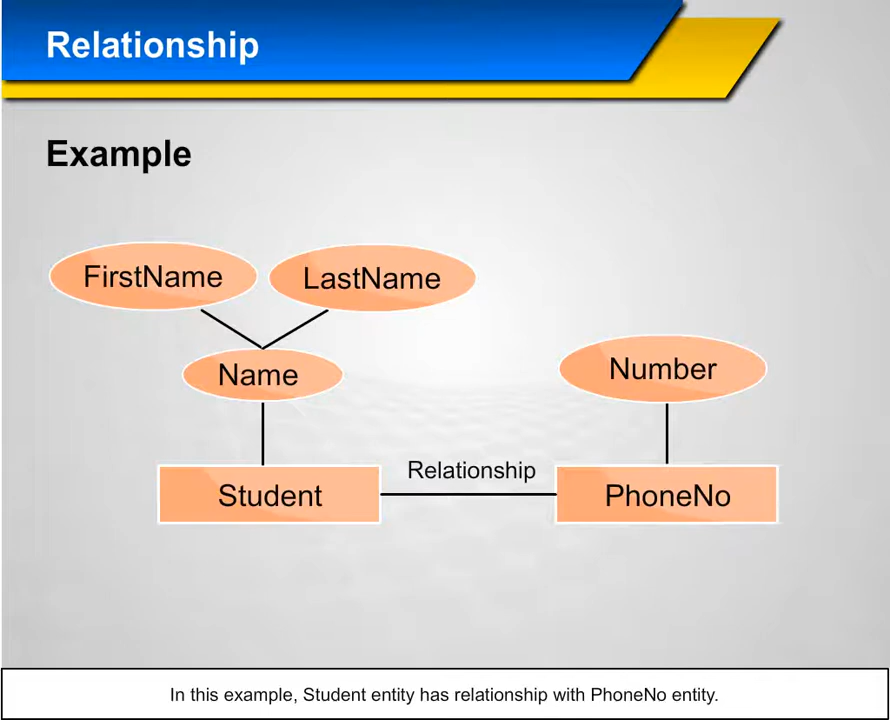 Relationship
Example
FirstName
LastName
Name
Number
Relationship
Student
PhoneNo
In this example, Student entity has relationship with PhoneNo entity.